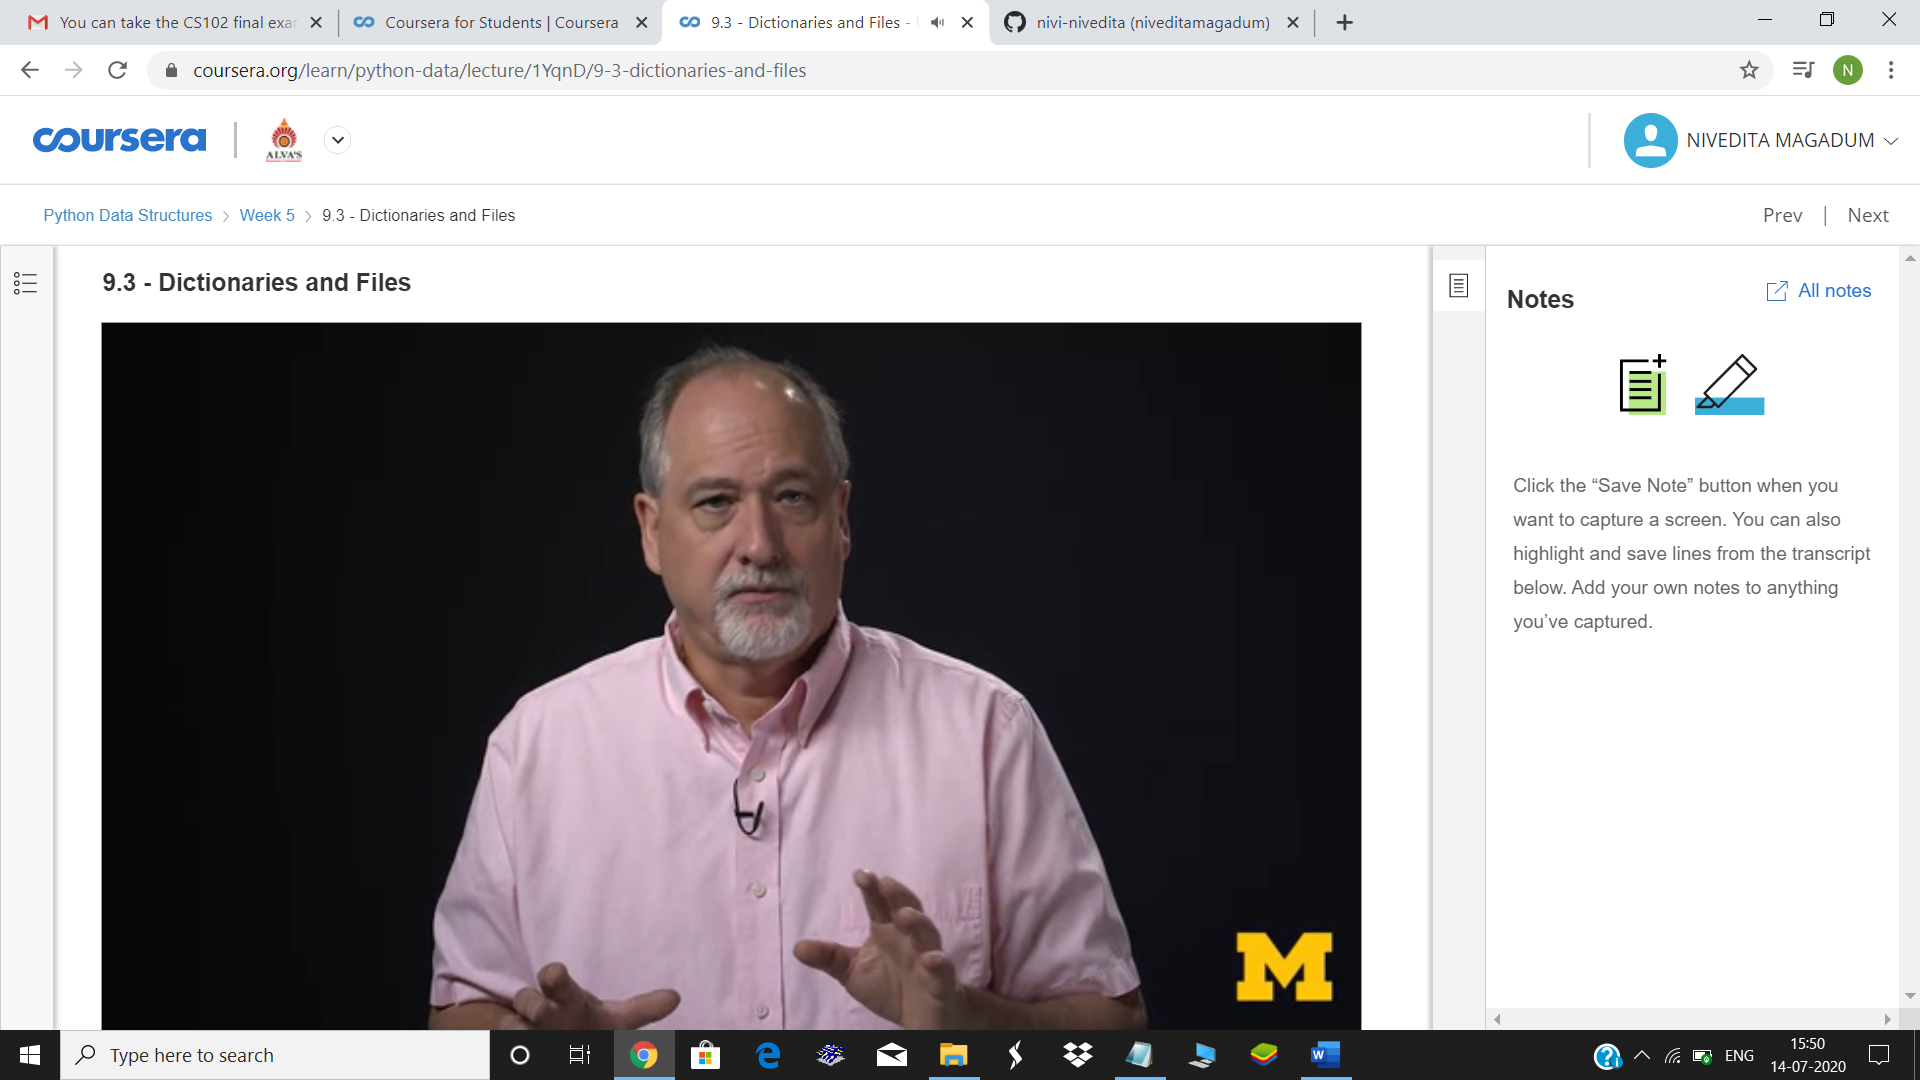 You can take the CS102 final exar
Coursera for Students | Coursera
9.3 - Dictionaries and Files -
nivi-nivedita (niveditamagadum)
coursera.org/learn/python-data/lecture/1YqnD/9-3-dictionaries-and-files
N
coursera
ALVA'S
NIVEDITA MAGADUM
Python Data Structures
Week 5
9.3 - Dictionaries and Files
Prev | Next
9.3 - Dictionaries and Files
Notes
All notes
Click the “Save Note” button when you
want to capture a screen. You can also
highlight and save lines from the transcript
below. Add your own notes to anything
you’ve captured.
M
Type here to search
ENG
15:50
14-07-2020